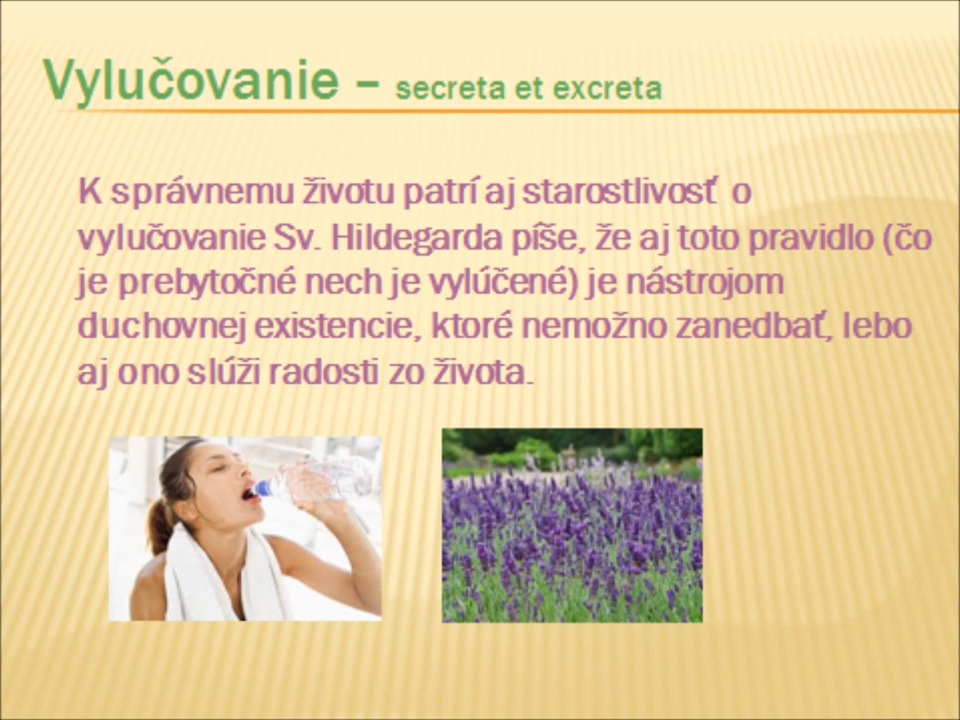 Vylučovanie – secreta et excreta
K správnemu životu patrí aj starostlivosť o
vylučovanie Sv. Hildegarda píše, že aj toto pravidlo (čo
je prebytočné nech je vylúčené) je nástrojom
duchovnej existencie, ktoré nemožno zanedbať, lebo
aj ono slúži radosti zo života.